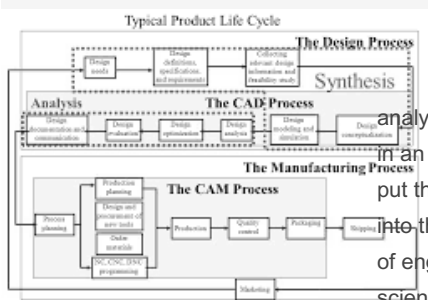 Typical Product Life Cycle
The Design Process
Design
needs
Design
definitions,
specifications,
and requirements
Collecting
relevant design
information and
feasibility study
Synthesis
Analysis
The CAD Process
Design
documentation and
communication
Design
evaluation
Design
optimization
Design
analysis
Design
modeling and
simulation
Design
conceptualization
analy
in an
put th
into th
of eng
scien
The Manufacturing Process
The CAM Process
Process
planning
Production
planning
Design and
procurement of
new tools
Order
materials
NC, CNC, DNC
programming
Production
Quality
control
Packaging
Shipping
Marketing